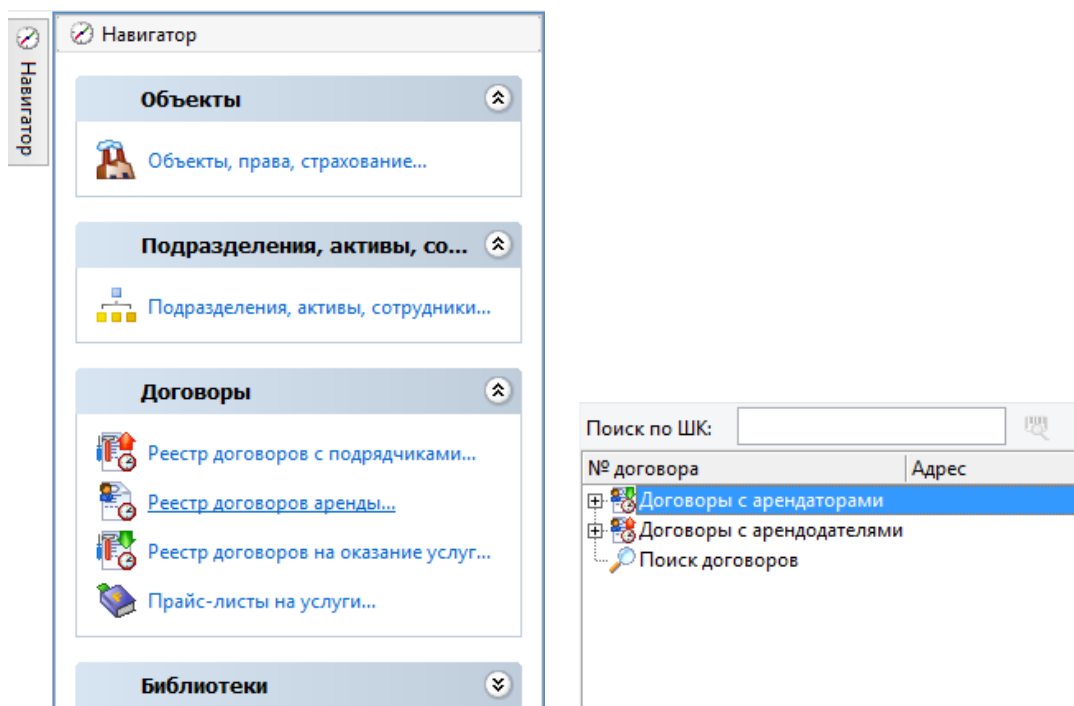 Навигатор
Навигатор
Объекты
Объекты, права, страхование...
Подразделения, активы, со...
Подразделения, активы, сотрудники...
Договоры
Реестр договоров с подрядчиками...
Реестр договоров аренды...
Реестр договоров на оказание услуг...
Прайс-листы на услуги...
Библиотеки
Поиск по ШК:
№ договора Адрес
Договоры с арендаторами
Договоры с арендодателями
Поиск договоров